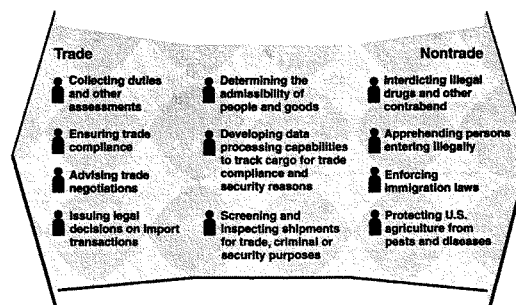 Trade
Collecting duties
and other
assessments
Ensuring trade
compliance
Advising trade
negotiations
Issuing legal
decisions on import
transactions
Determining the
admissibility of
people and goods
Developing data
processing capabilities
to track cargo for trade
compliance and
security reasons
Screening and
inspecting shipments
for trade, criminal or
security purposes
Nontrade
Interdicting illegal
drugs and other
contraband
Apprehending persons
entering illegally
Enforcing
immigration laws
Protecting U.S.
agriculture from
pests and diseases